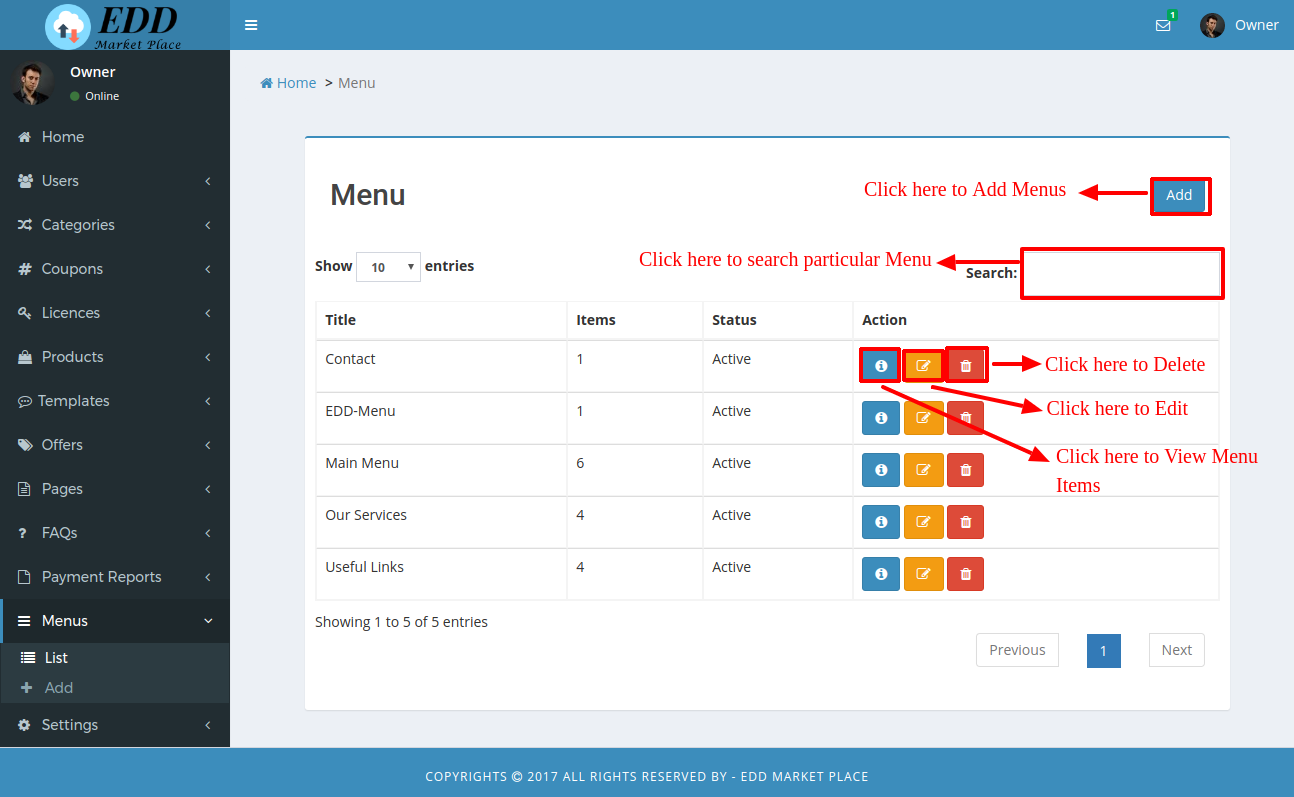 EDD
Market Place
1
Owner
Owner
Online
Home > Menu
Home
Users
Categories
Coupons
Licences
Products
Templates
Offers
Pages
FAQs
Payment Reports
Menus
List
Add
Settings
Menu
Click here to Add Menus
Add
Show 10 entries
Click here to search particular Menu
Search:
Title Items Status Action
Contact 1 Active
Click here to Delete
EDD-Menu 1 Active
Click here to Edit
Main Menu 6 Active
Click here to View Menu
Items
Our Services 4 Active
Useful Links 4 Active
Showing 1 to 5 of 5 entries
Previous 1 Next
COPYRIGHTS © 2017 ALL RIGHTS RESERVED BY - EDD MARKET PLACE